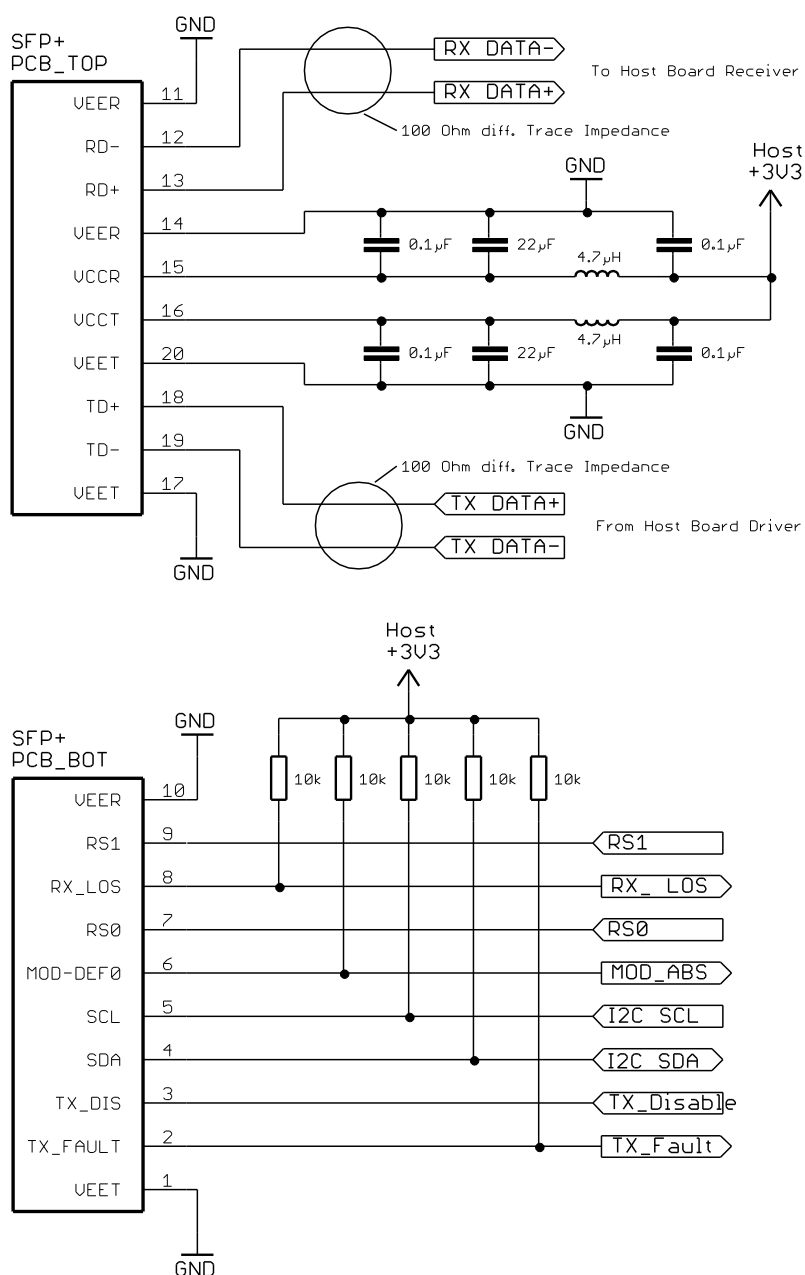 GND
SFP+
PCB_TOP
VEER 11
RX DATA-
To Host Board Receiver
RX DATA+
RD- 12
100 Ohm diff. Trace Impedance
Host
+3V3
GND
RD+ 13
VEER 14
0.1µF 22µF 4.7µH 0.1µF
VCCR 15
VCCT 16
0.1µF 22µF 4.7µH 0.1µF
VEET 20
TD+ 18
GND
TD- 19
100 Ohm diff. Trace Impedance
VEET 17
TX DATA+
From Host Board Driver
TX DATA-
GND
Host
+3V3
GND
SFP+
PCB_BOT
10k 10k 10k 10k 10k
VEER 10
RS1 9 RS1
RX_LOS 8 RX_ LOS
RS0 7 RS0
MOD-DEF0 6 MOD_ABS
SCL 5 I2C SCL
SDA 4 I2C SDA
TX_DIS 3 TX_Disable
TX_FAULT 2 TX_Fault
VEET 1
GND